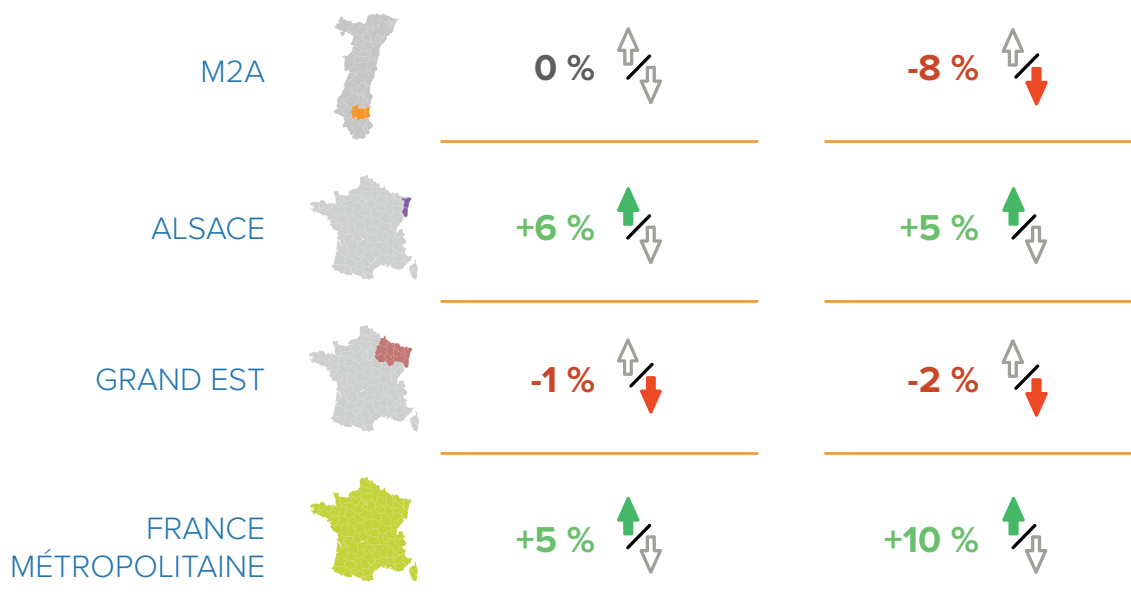 M2A
0 %
-8 %
ALSACE
+6 %
+5 %
GRAND EST
-1 %
-2 %
FRANCE
MÉTROPOLITAINE
+5 %
+10 %